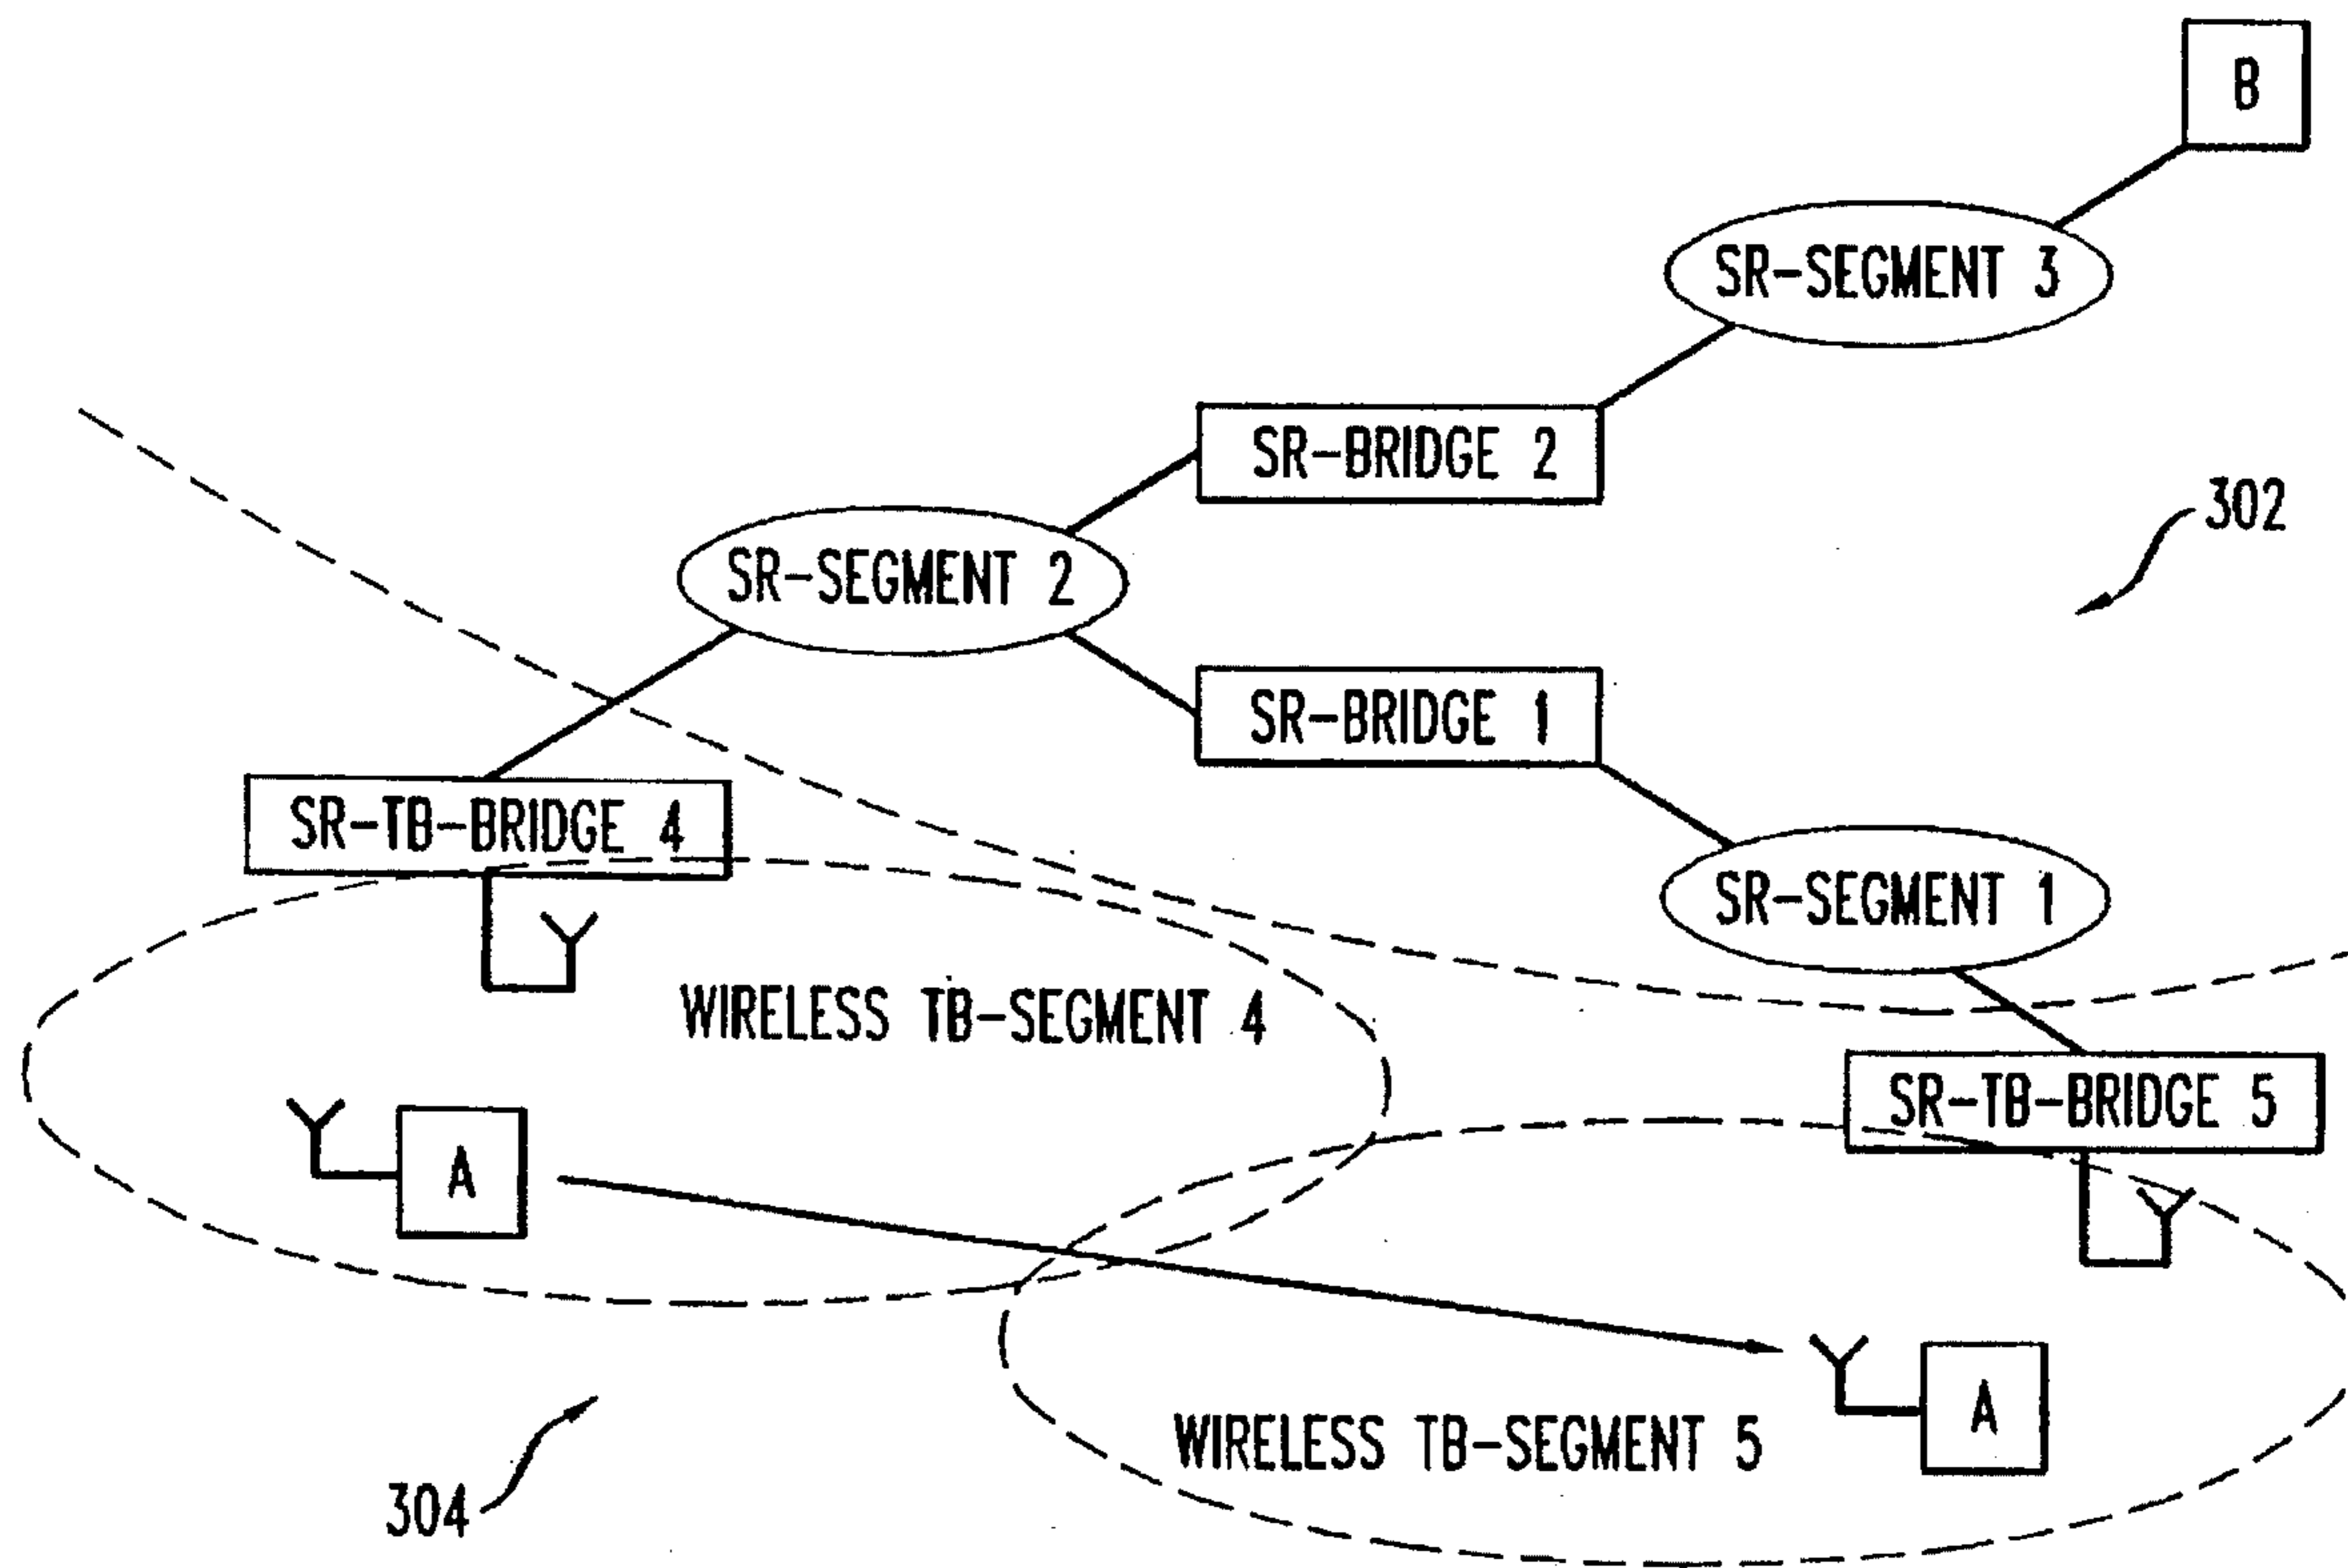 B
SR-SEGMENT 3
SR-BRIDGE 2
302
SR-SEGMENT 2
SR-BRIDGE 1
SR-TB-BRIDGE 4
SR-SEGMENT 1
WIRELESS TB-SEGMENT 4
SR-TB-BRIDGE 5
A
A
WIRELESS TB-SEGMENT 5
304